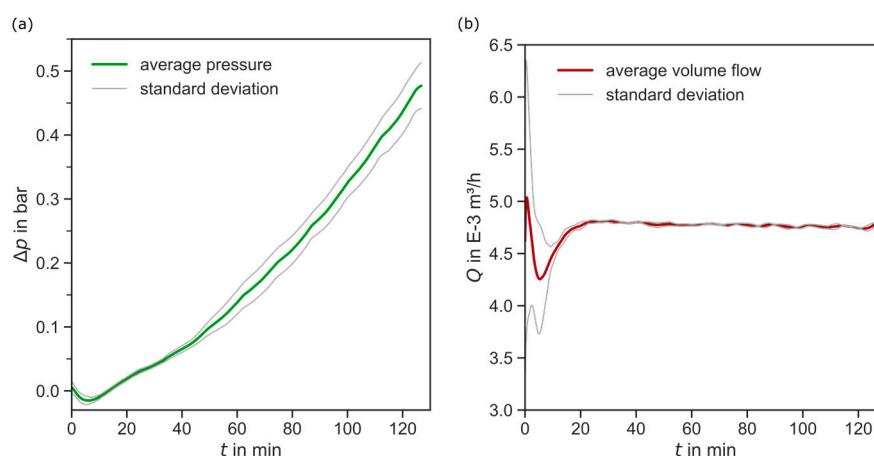 (a)
average pressure
standard deviation
Δp in bar
0.5
0.4
0.3
0.2
0.1
0.0
0 20 40 60 80 100 120
t in min
(b)
average volume flow
standard deviation
Q in E-3 m³/h
6.5
6.0
5.5
5.0
4.5
4.0
3.5
3.0
0 20 40 60 80 100 120
t in min